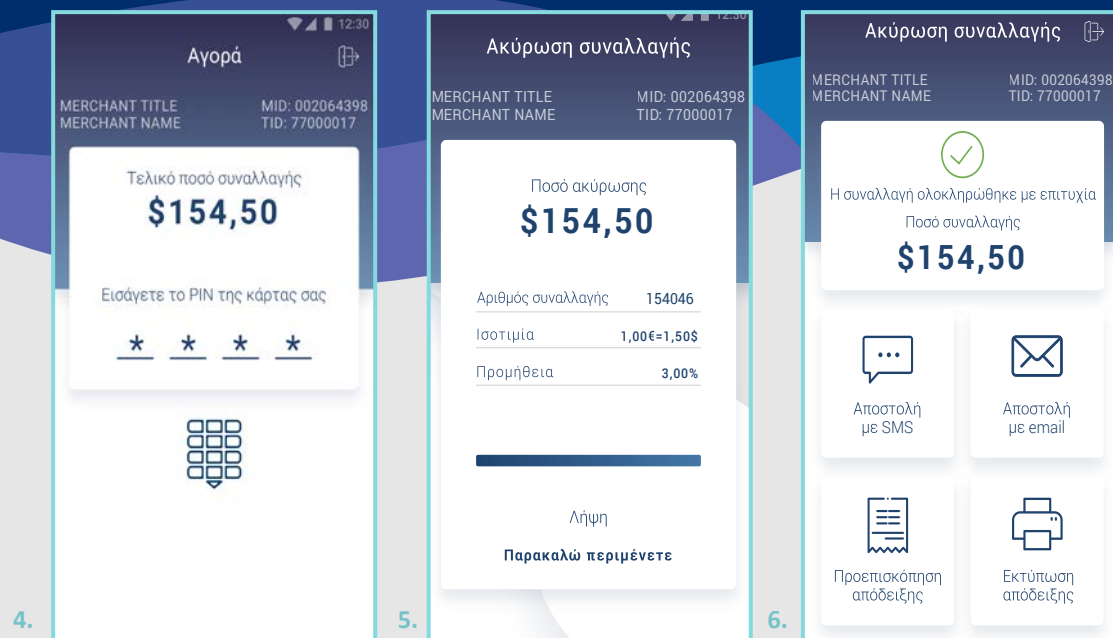 12:30
Αγορά
MERCHANT TITLE MID: 002064398
MERCHANT NAME TID: 77000017
Τελικό ποσό συναλλαγής
$154,50
Εισάγετε το PIN της κάρτας σας
* * * *
4.
12:30
Ακύρωση συναλλαγής
MERCHANT TITLE MID: 002064398
MERCHANT NAME TID: 77000017
Ποσό ακύρωσης
$154,50
Αριθμός συναλλαγής 154046
Ισοτιμία 1,00€=1,50$
Προμήθεια 3,00%
Λήψη
Παρακαλώ περιμένετε
5.
Ακύρωση συναλλαγής
MERCHANT TITLE MID: 002064398
MERCHANT NAME TID: 77000017
Η συναλλαγή ολοκληρώθηκε με επιτυχία
Ποσό συναλλαγής
$154,50
Αποστολή
με SMS
Αποστολή
με email
Προεπισκόπηση
απόδειξης
Εκτύπωση
απόδειξης
6.